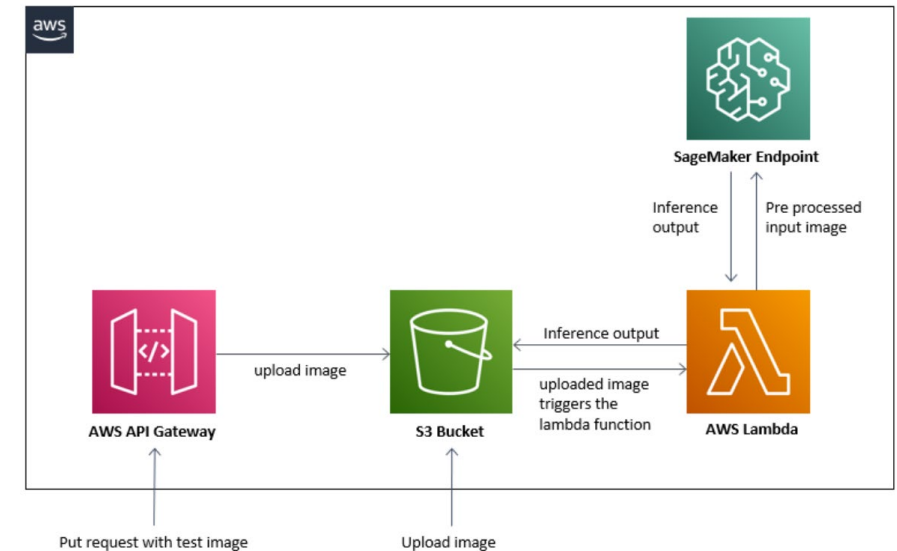 aws
SageMaker Endpoint
Inference
output
Pre processed
input image
</>
upload image
Inference output
uploaded image
triggers the
lambda function
AWS API Gateway
S3 Bucket
AWS Lambda
Put request with test image
Upload image